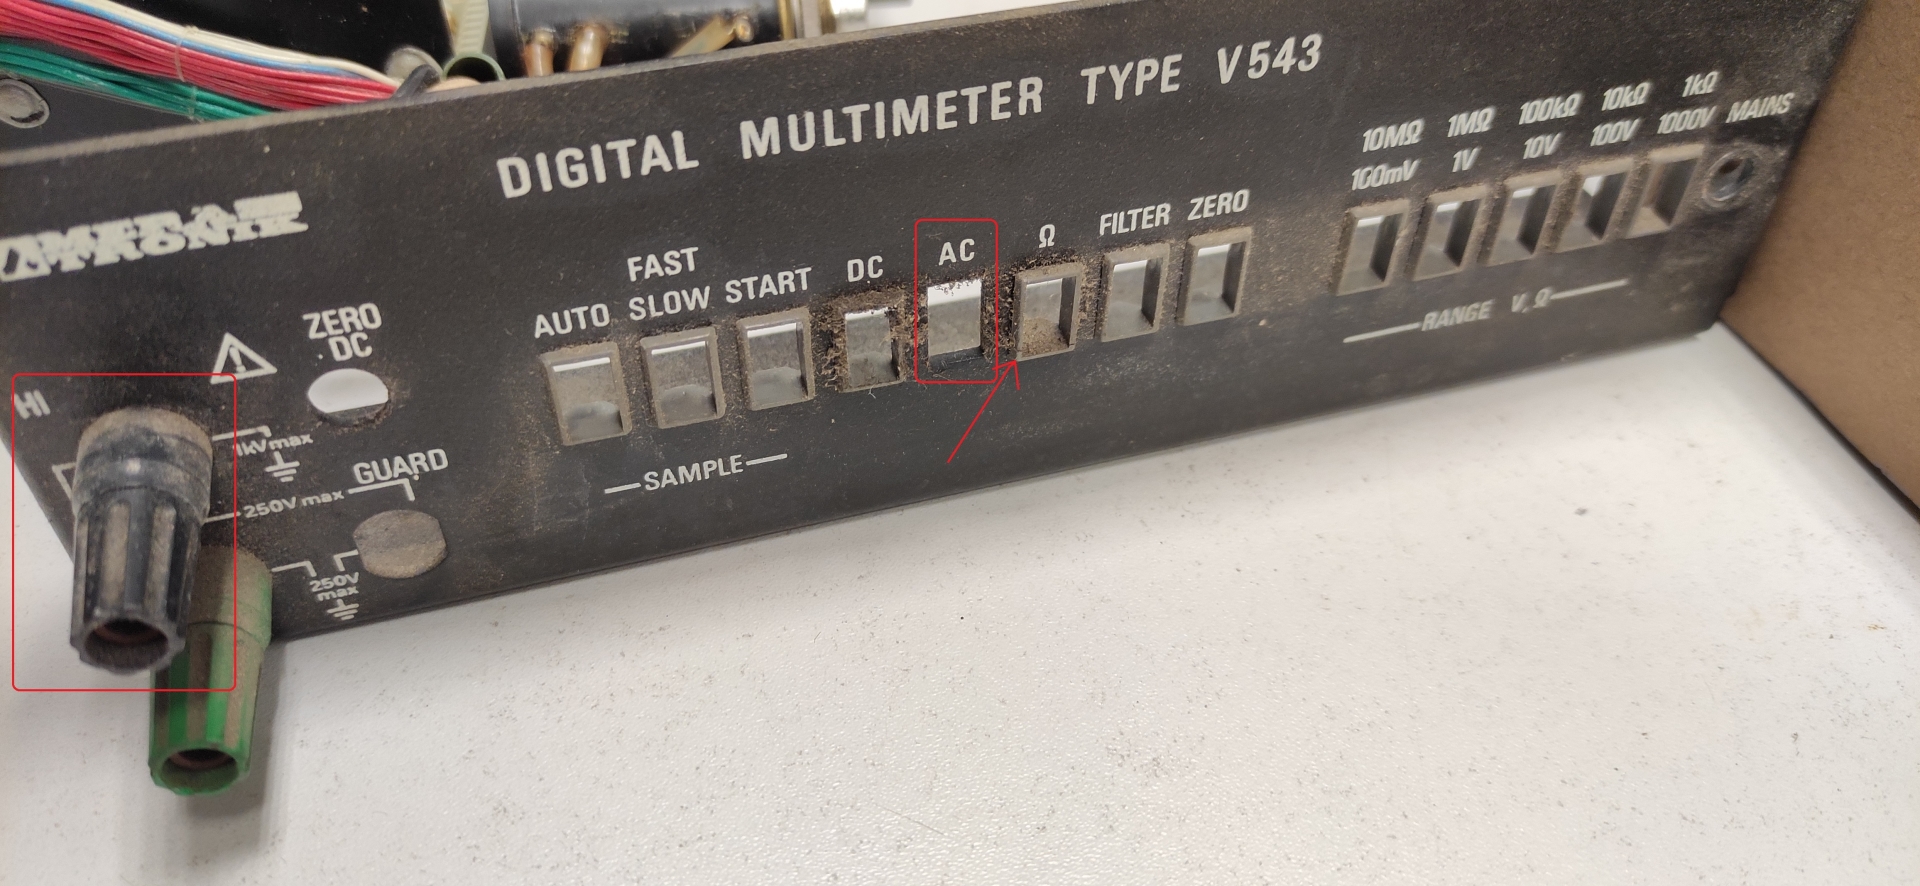 DIGITAL MULTIMETER TYPE V543
10MΩ 1MΩ 100kΩ 10kΩ 1kΩ
100mV 1V 10V 100V 1000V MAINS
ZERO
DC
FAST
AUTO SLOW START DC AC Ω FILTER ZERO
RANGE V, Ω
SAMPLE
HI
1kV max
GUARD
250V max
250V
max